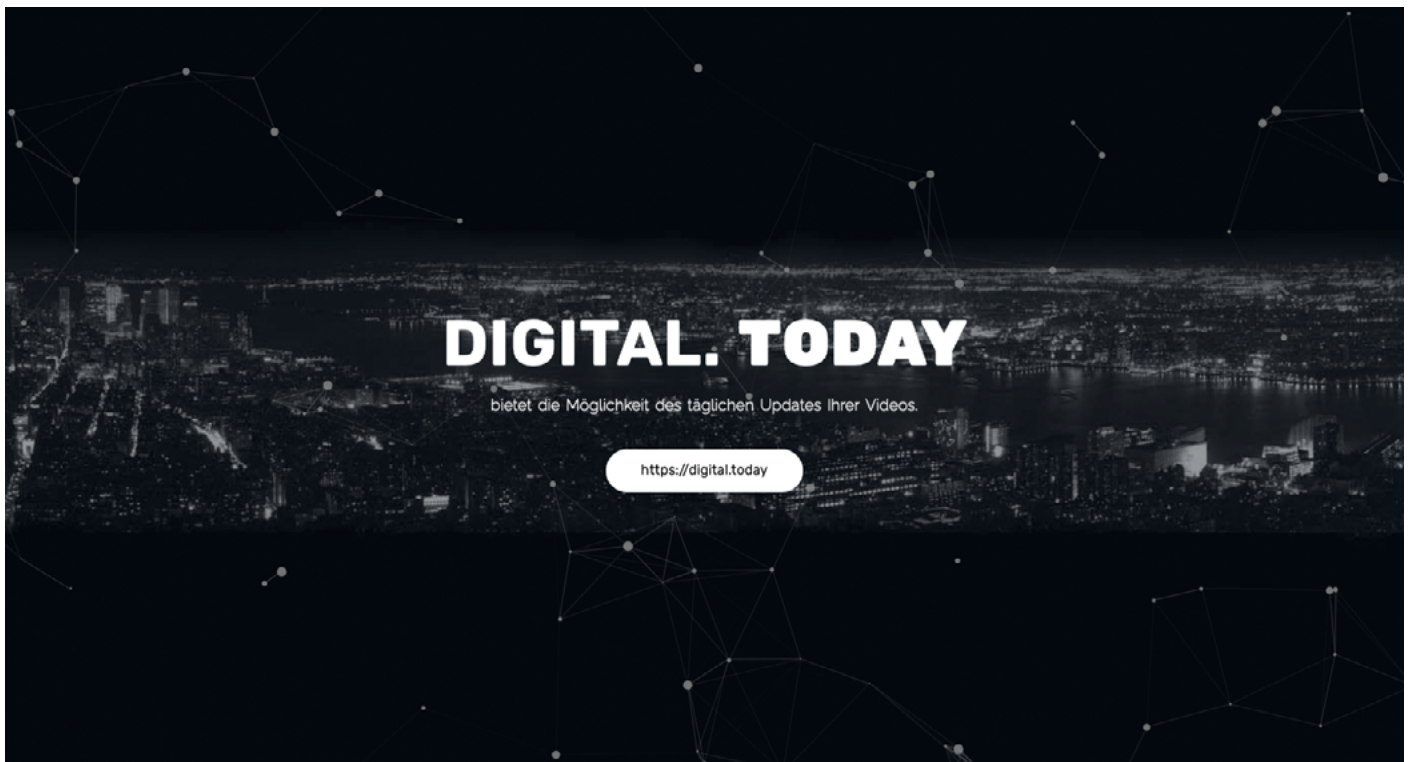 DIGITAL. TODAY
bietet die Möglichkeit des täglichen Updates Ihrer Videos.
https://digital.today